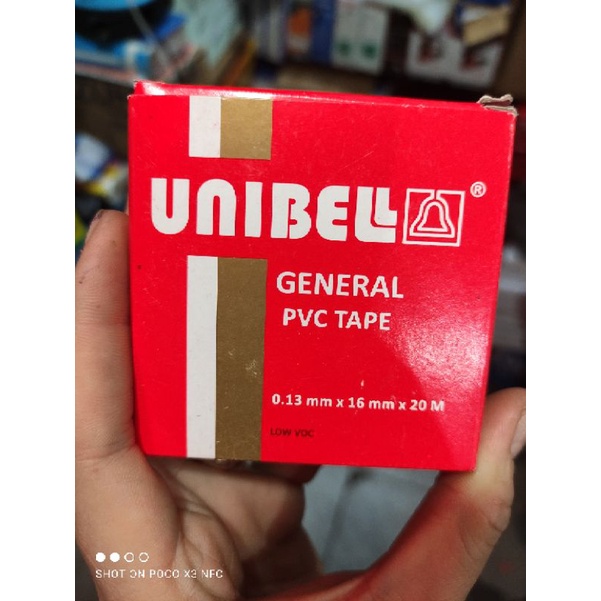 UNIBELL®
GENERAL
PVC TAPE
0.13 mm x 16 mm x 20 M
LOW VOC
SHOT ON POCO X3 NFC